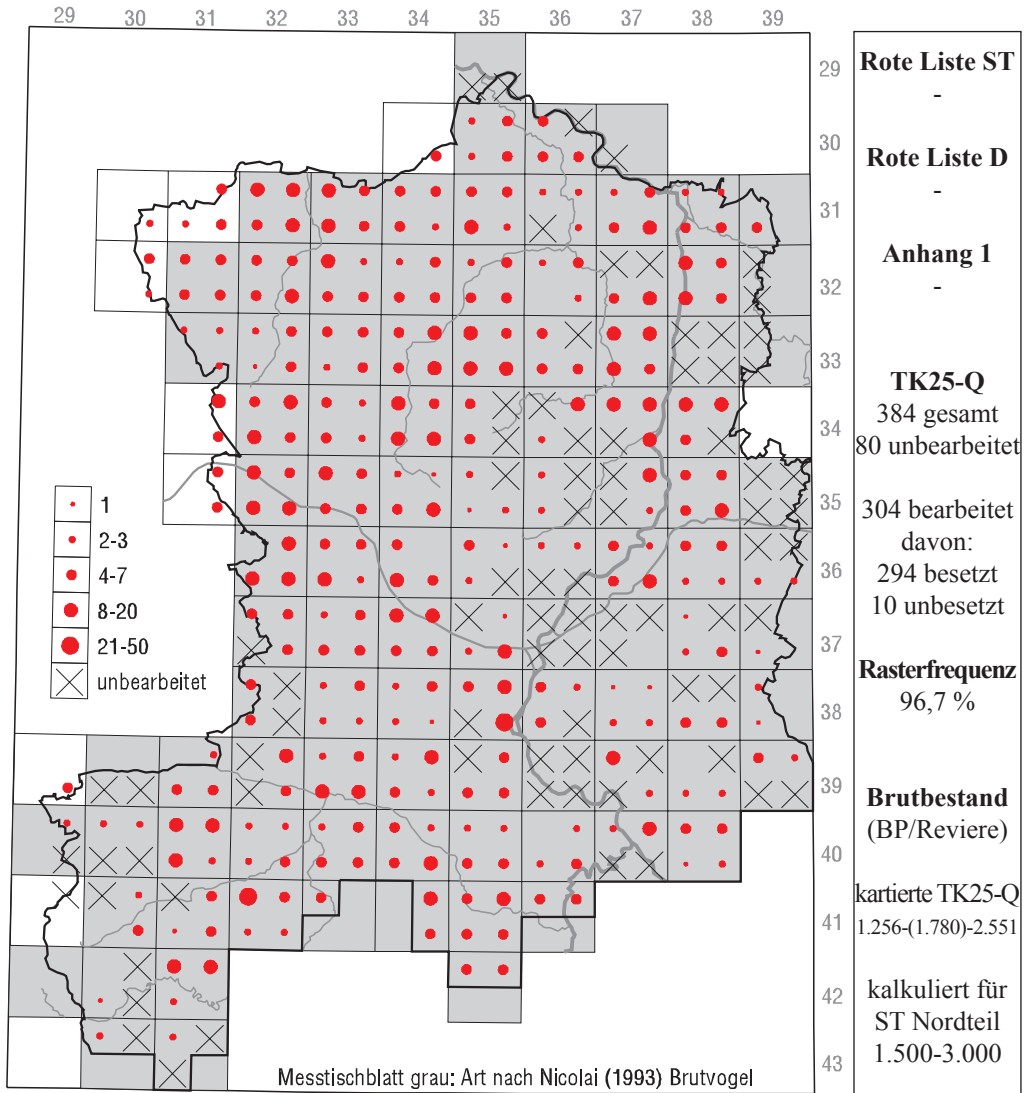 29 30 31 32 33 34 35 36 37 38 39
29
30
31
32
33
34
35
36
37
38
39
40
41
42
43
1
2-3
4-7
8-20
21-50
unbearbeitet
Messtischblatt grau: Art nach Nicolai (1993) Brutvogel
Rote Liste ST
-
Rote Liste D
-
Anhang 1
-
TK25-Q
384 gesamt
80 unbearbeitet
304 bearbeitet
davon:
294 besetzt
10 unbesetzt
Rasterfrequenz
96,7 %
Brutbestand
(BP/Reviere)
kartierte TK25-Q
1.256-(1.780)-2.551
kalkuliert für
ST Nordteil
1.500-3.000